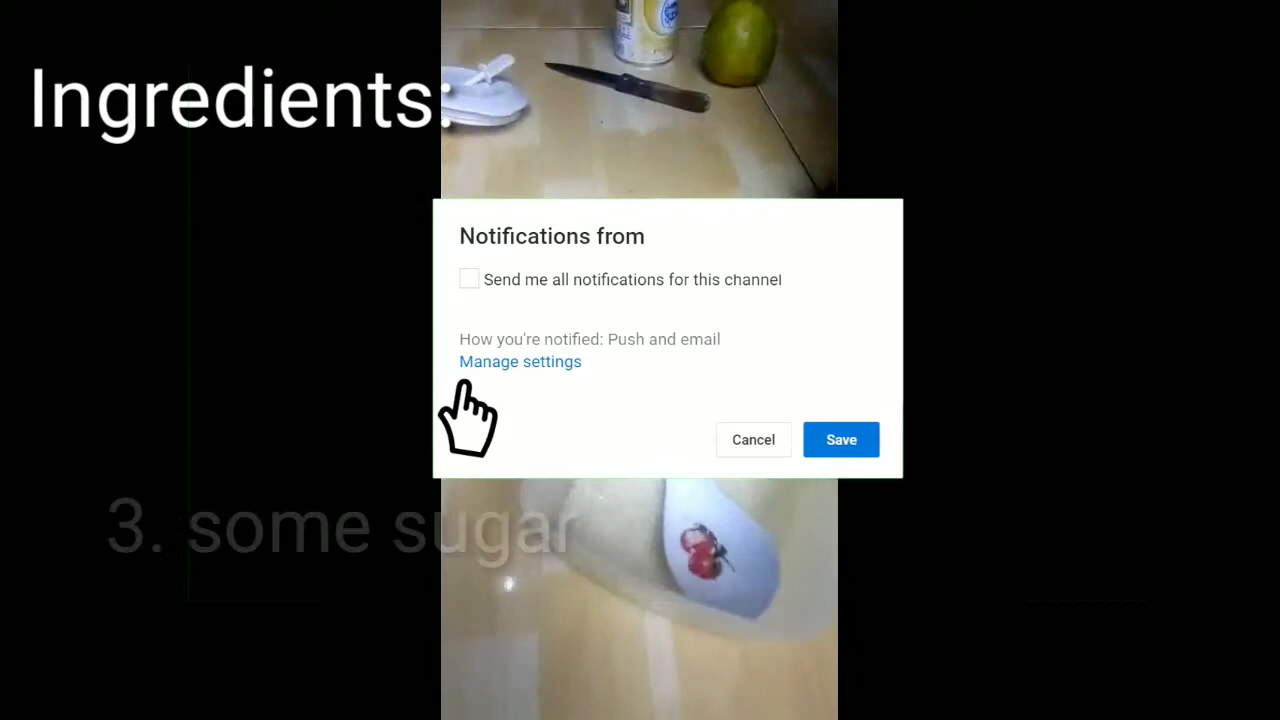 Ingredients:
Notifications from
Send me all notifications for this channel
How you're notified: Push and email
Manage settings
Cancel
Save
3. some sugar